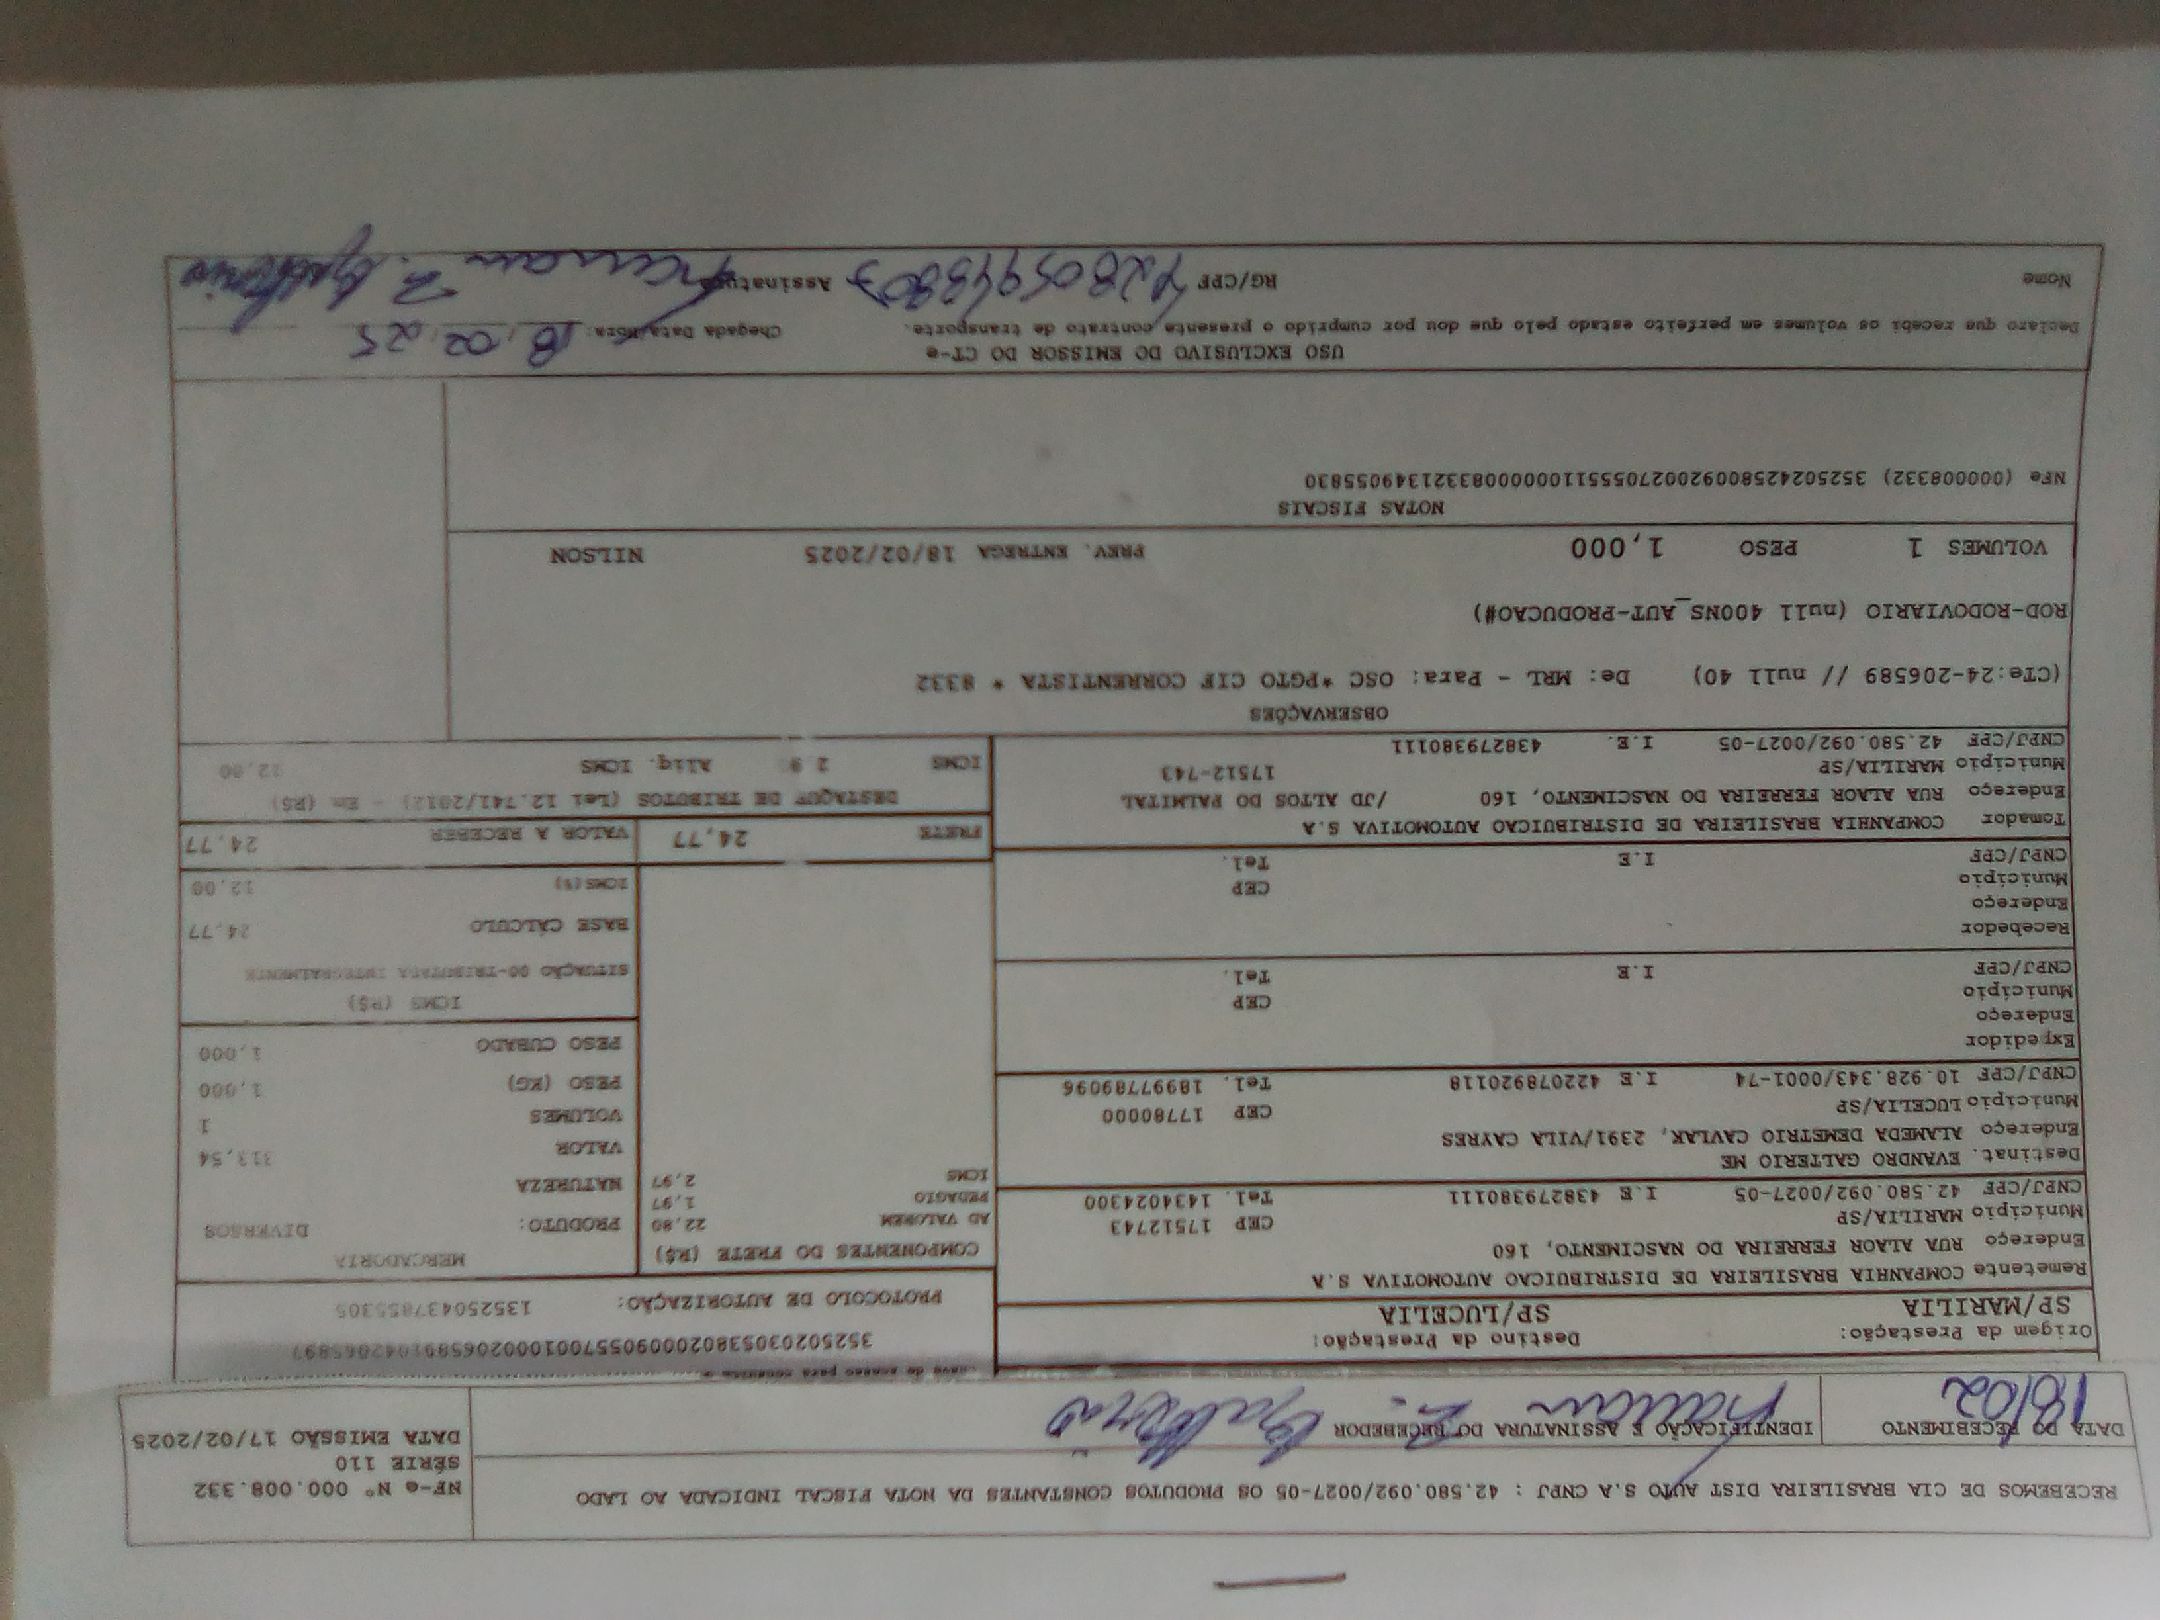 RECEBEMOS DE CIA BRASILEIRA DIST AUTO S.A CNPJ : 42.580.092/0027-05 OS PRODUTOS CONSTANTES DA NOTA FISCAL INDICADA AO LADO
NF-e Nº 000.008.332
SÉRIE 110
DATA EMISSÃO 17/02/2025
DATA DO RECEBIMENTO
18/02
IDENTIFICAÇÃO E ASSINATURA DO RECEBEDOR
Origem da Prestação:
SP/MARILIA
Destino da Prestação:
SP/LUCELIA
PROTOCOLO DE AUTORIZAÇÃO: 135250437855305
Remetente COMPANHIA BRASILEIRA DE DISTRIBUICAO AUTOMOTIVA S.A
Endereço RUA ALAOR FERREIRA DO NASCIMENTO, 160
Município MARILIA/SP CEP 17512743
CNPJ/CPF 42.580.092/0027-05 I.E 438279380111 Tel. 1434024300
Destinat. EVANDRO GALTERIO ME
Endereço ALAMEDA DEMETRIO CAVLAK, 2391/VILA CAYRES
Município LUCELIA/SP CEP 17780000
CNPJ/CPF 10.928.343/0001-74 I.E 422078920118 Tel. 18997789096
Expedidor
Endereço
Município CEP
CNPJ/CPF I.E Tel.
Recebedor
Endereço
Município CEP
CNPJ/CPF I.E Tel.
Tomador COMPANHIA BRASILEIRA DE DISTRIBUICAO AUTOMOTIVA S.A
Endereço RUA ALAOR FERREIRA DO NASCIMENTO, 160 /JD ALTOS DO PALMITAL
Município MARILIA/SP 17512-743
CNPJ/CPF 42.580.092/0027-05 I.E. 438279380111
COMPONENTES DO FRETE (R$)
AD VALOREM 22,80
PEDAGIO 1,97
ICMS 2,97
MERCADORIA
PRODUTO: DIVERSOS
NATUREZA
VALOR 313,54
VOLUMES 1
PESO (KG) 1,000
PESO CUBADO 1,000
ICMS (R$)
SITUAÇÃO 00-TRIBUTADA INTEGRALMENTE
BASE CÁLCULO 24,77
ICMS(%) 12,00
FRETE 24,77
VALOR A RECEBER 24,77
DESTAQUE DE TRIBUTOS (Lei 12.741/2012) - Em (R$)
ICMS Aliq. ICMS 12,00
OBSERVAÇÕES
(CTe:24-206589 // null 40) De: MRL - Para: OSC *PGTO CIF CORRENTISTA * 8332
ROD-RODOVIARIO (null 400NS_AUT-PRODUCAO#)
VOLUMES 1 PESO 1,000 PREV. ENTREGA 18/02/2025 NILSON
NOTAS FISCAIS
NFe (000008332) 35250242580092002705551100000083321349055830
USO EXCLUSIVO DO EMISSOR DO CT-e
Declaro que recebi os volumes em perfeito estado pelo que dou por cumprido o presente contrato de transporte.
Chegada Data/Hora: 18,02,25
Nome RG/CPF Assinatura